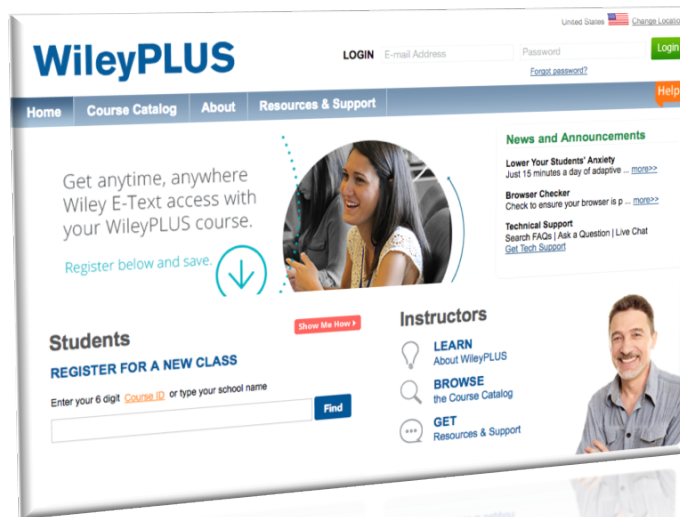 United States Change Location
WileyPLUS
LOGIN E-mail Address Password Login
Forgot password?
Home Course Catalog About Resources & Support
Help
Get anytime, anywhere
Wiley E-Text access with
your WileyPLUS course.
Register below and save.
News and Announcements
Lower Your Students' Anxiety
Just 15 minutes a day of adaptive ... more>>
Browser Checker
Check to ensure your browser is p ... more>>
Technical Support
Search FAQs | Ask a Question | Live Chat
Get Tech Support
Students
Show Me How
REGISTER FOR A NEW CLASS
Enter your 6 digit Course ID or type your school name
Find
Instructors
LEARN
About WileyPLUS
BROWSE
the Course Catalog
GET
Resources & Support